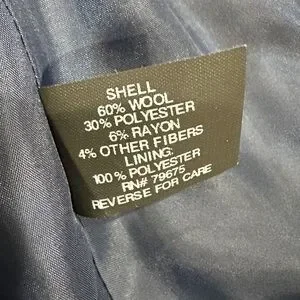 SHELL
60% WOOL
30% POLYESTER
6% RAYON
4% OTHER FIBERS
LINING:
100% POLYESTER
RN# 79675
REVERSE FOR CARE